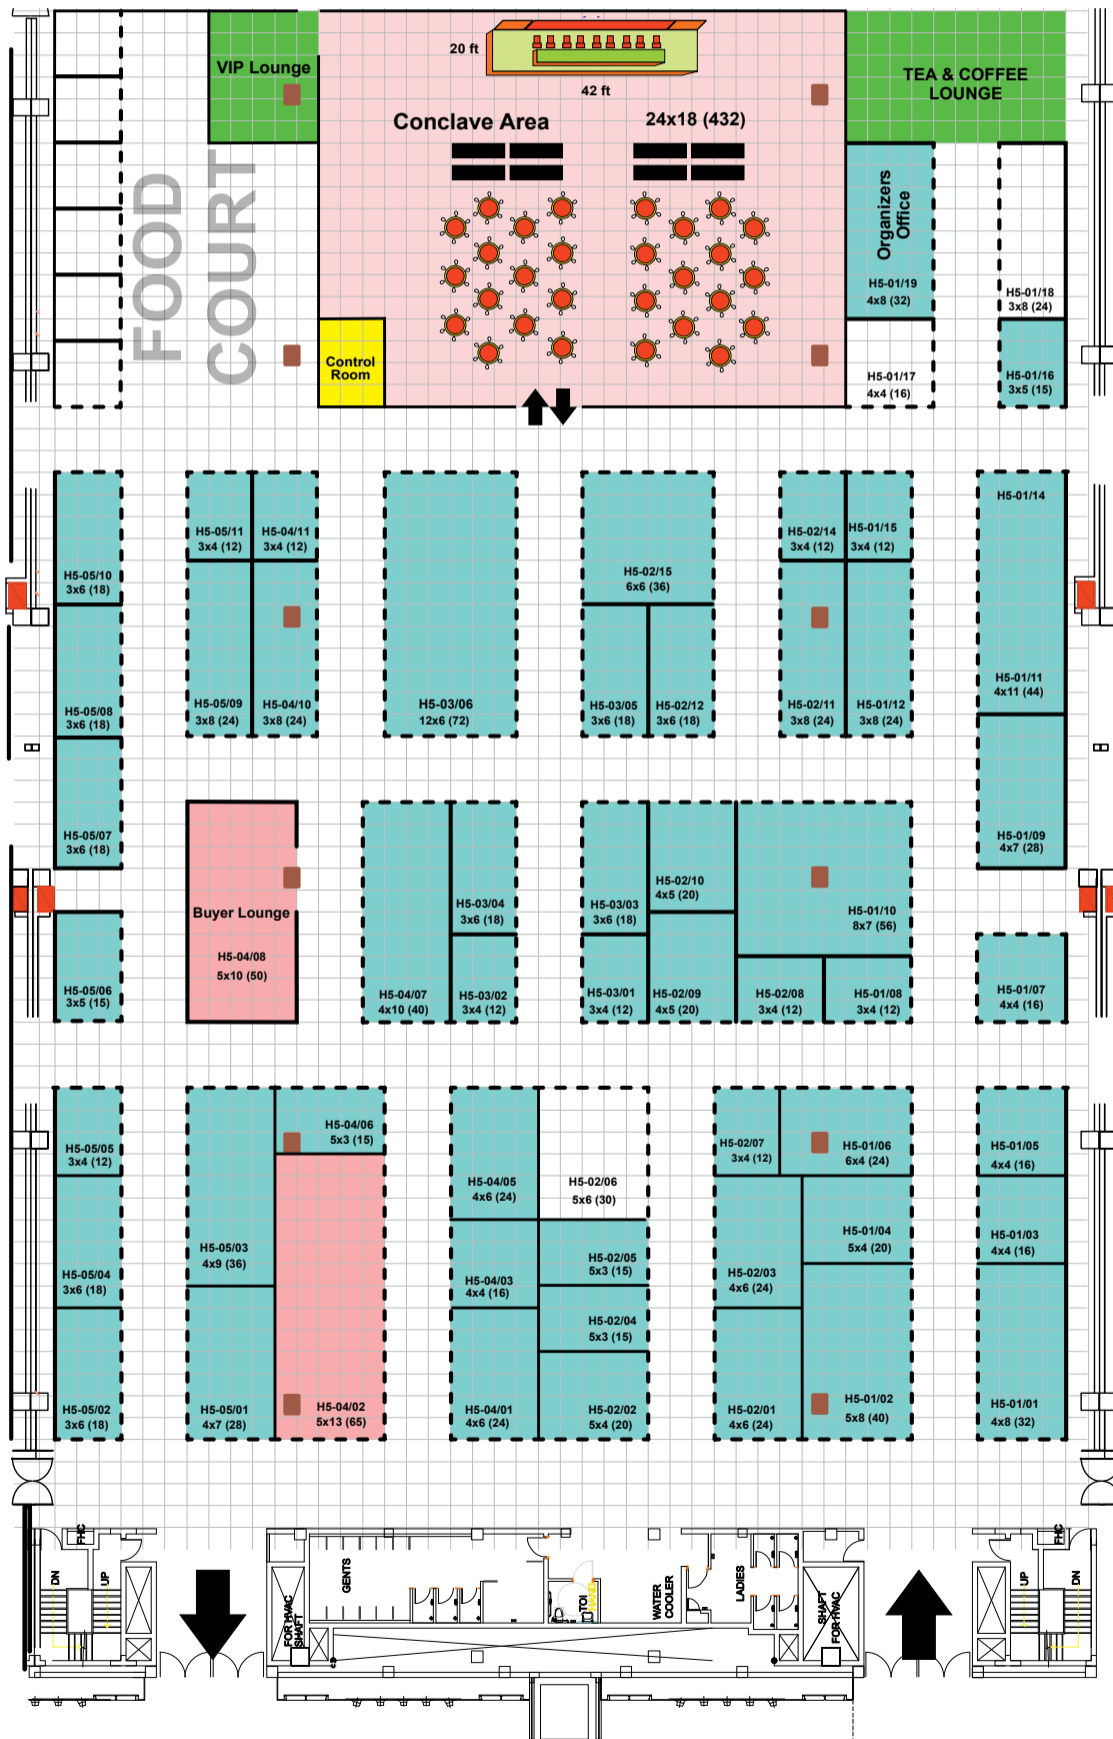 20 ft
42 ft
VIP Lounge
TEA & COFFEE
LOUNGE
Conclave Area
24x18 (432)
FOOD
COURT
Organizers
Office
H5-01/19
4x8 (32)
H5-01/18
3x8 (24)
Control
Room
H5-01/17
4x4 (16)
H5-01/16
3x5 (15)
H5-05/10
3x6 (18)
H5-05/11
3x4 (12)
H5-04/11
3x4 (12)
H5-02/15
6x6 (36)
H5-02/14
3x4 (12)
H5-01/15
3x4 (12)
H5-01/14
H5-05/08
3x6 (18)
H5-05/09
3x8 (24)
H5-04/10
3x8 (24)
H5-03/06
12x6 (72)
H5-03/05
3x6 (18)
H5-02/12
3x6 (18)
H5-02/11
3x8 (24)
H5-01/12
3x8 (24)
H5-01/11
4x11 (44)
H5-05/07
3x6 (18)
H5-01/09
4x7 (28)
Buyer Lounge
H5-04/08
5x10 (50)
H5-03/04
3x6 (18)
H5-03/03
3x6 (18)
H5-02/10
4x5 (20)
H5-01/10
8x7 (56)
H5-05/06
3x5 (15)
H5-04/07
4x10 (40)
H5-03/02
3x4 (12)
H5-03/01
3x4 (12)
H5-02/09
4x5 (20)
H5-02/08
3x4 (12)
H5-01/08
3x4 (12)
H5-01/07
4x4 (16)
H5-05/05
3x4 (12)
H5-04/06
5x3 (15)
H5-04/05
4x6 (24)
H5-02/06
5x6 (30)
H5-02/07
3x4 (12)
H5-01/06
6x4 (24)
H5-01/05
4x4 (16)
H5-05/04
3x6 (18)
H5-05/03
4x9 (36)
H5-04/03
4x4 (16)
H5-02/05
5x3 (15)
H5-02/04
5x3 (15)
H5-02/03
4x6 (24)
H5-01/04
5x4 (20)
H5-01/03
4x4 (16)
H5-05/02
3x6 (18)
H5-05/01
4x7 (28)
H5-04/02
5x13 (65)
H5-04/01
4x6 (24)
H5-02/02
5x4 (20)
H5-02/01
4x6 (24)
H5-01/02
5x8 (40)
H5-01/01
4x8 (32)
FHC
DN
UP
FOR HVAC
SHAFT
GENTS
TOI
HAND
WATER
COOLER
LADIES
SHAFT
FOR HVAC
FHC
UP
DN